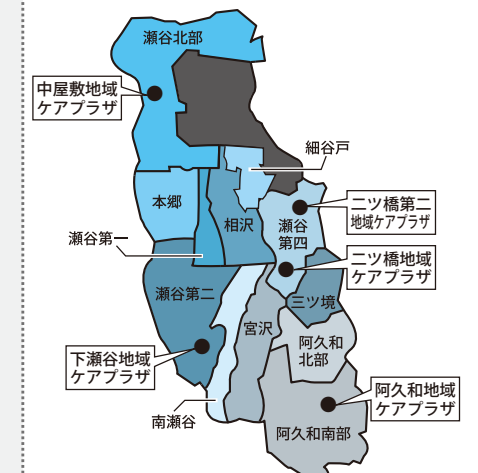 瀬谷北部
中屋敷地域
ケアプラザ
細谷戸
本郷
相沢
二ツ橋第二
地域ケアプラザ
瀬谷
第四
瀬谷第一
二ツ橋地域
ケアプラザ
瀬谷第二
三ツ境
宮沢
阿久和
北部
下瀬谷地域
ケアプラザ
阿久和地域
ケアプラザ
南瀬谷
阿久和南部